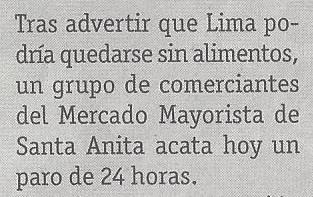 Tras advertir que Lima po-
dría quedarse sin alimentos,
un grupo de comerciantes
del Mercado Mayorista de
Santa Anita acata hoy un
paro de 24 horas.